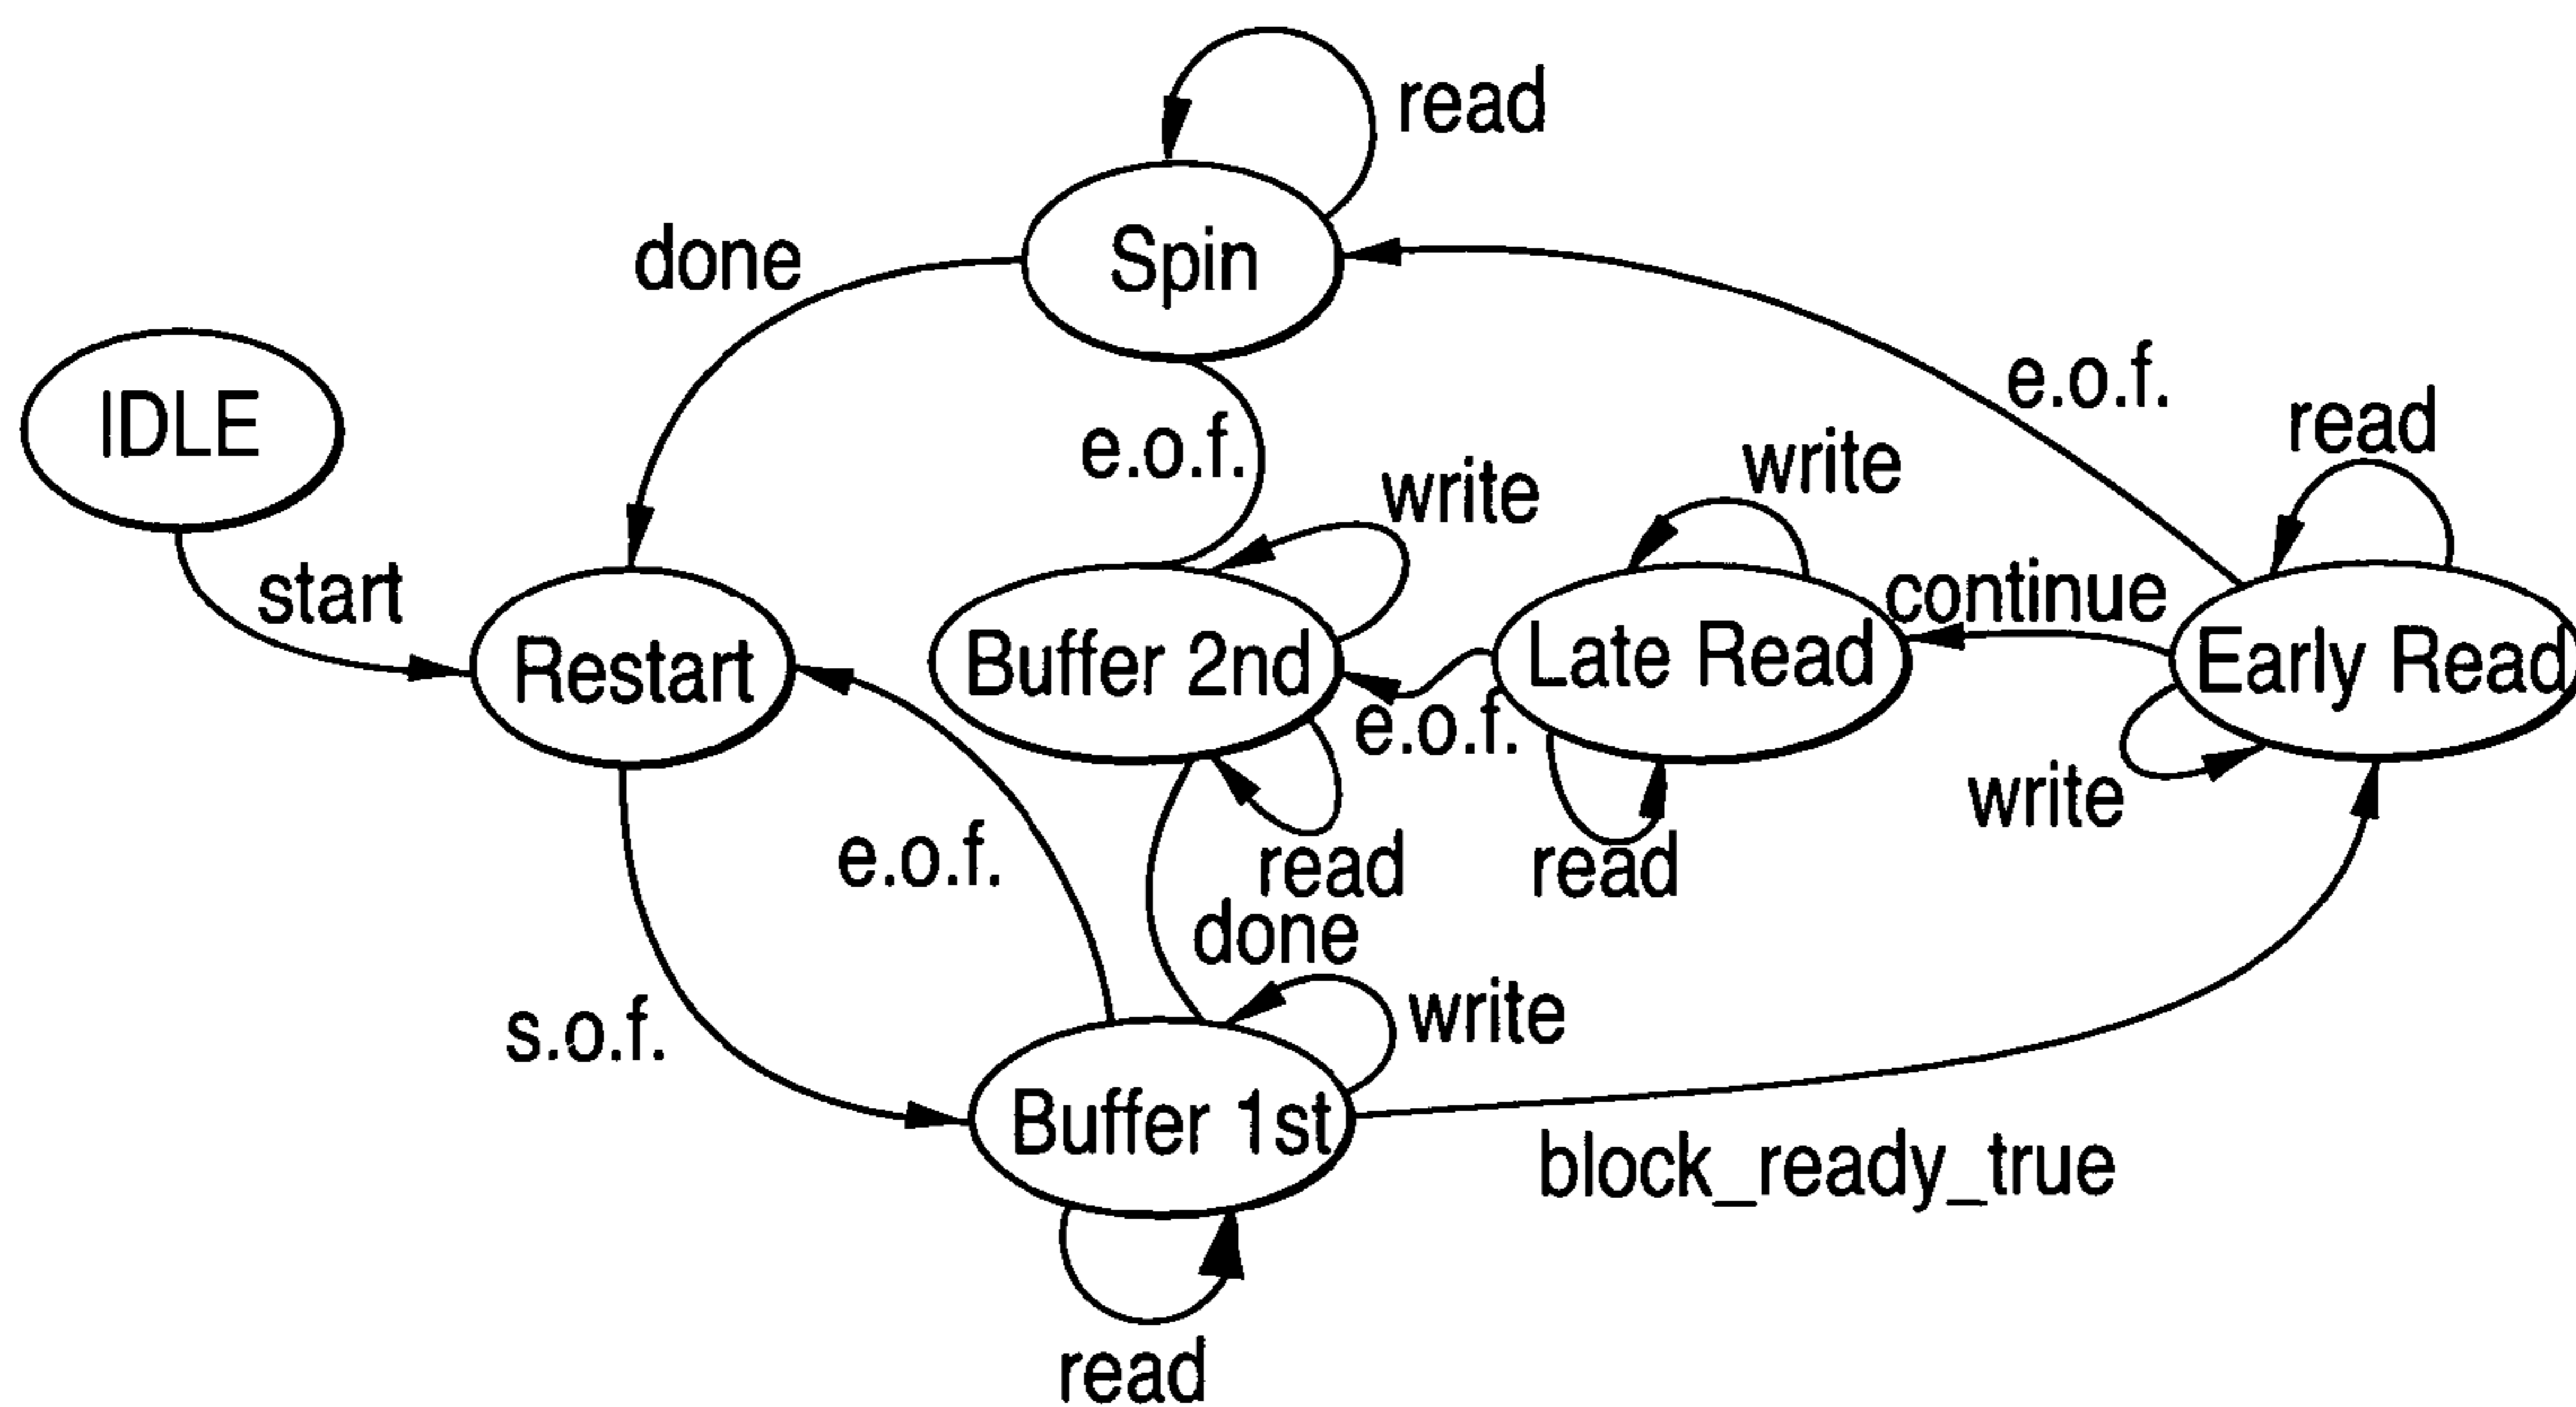 read
done
Spin
e.o.f.
IDLE
read
e.o.f.
write
write
start
continue
Restart
Buffer 2nd
Late Read
Early Read
e.o.f.
write
e.o.f.
read
read
done
s.o.f.
write
Buffer 1st
block_ready_true
read